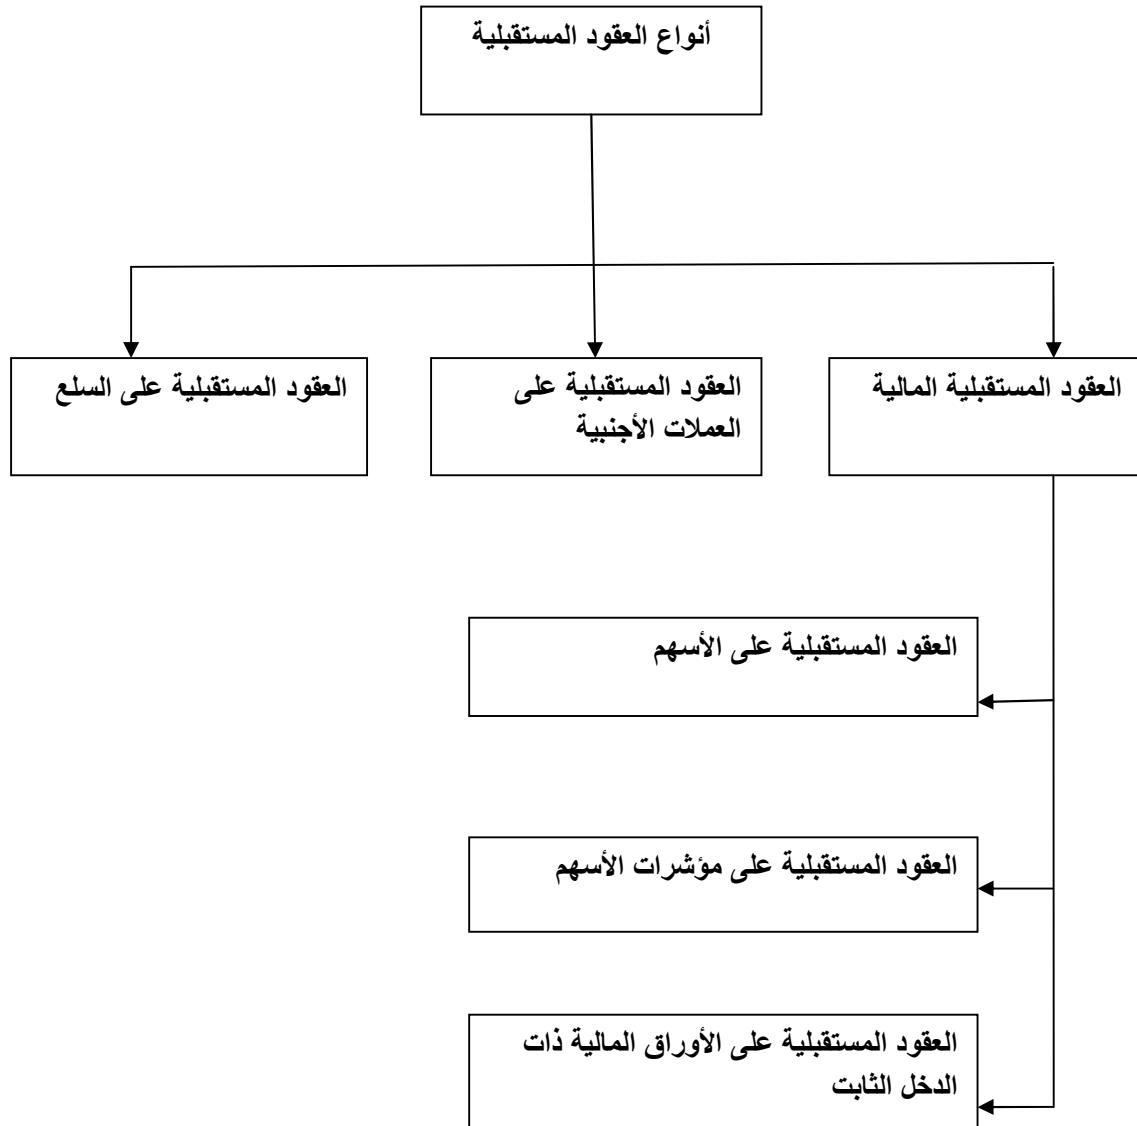 أنواع العقود المستقبلية
العقود المستقبلية المالية
العقود المستقبلية على
العملات الأجنبية
العقود المستقبلية على السلع
العقود المستقبلية على الأسهم
العقود المستقبلية على مؤشرات الأسهم
العقود المستقبلية على الأوراق المالية ذات
الدخل الثابت